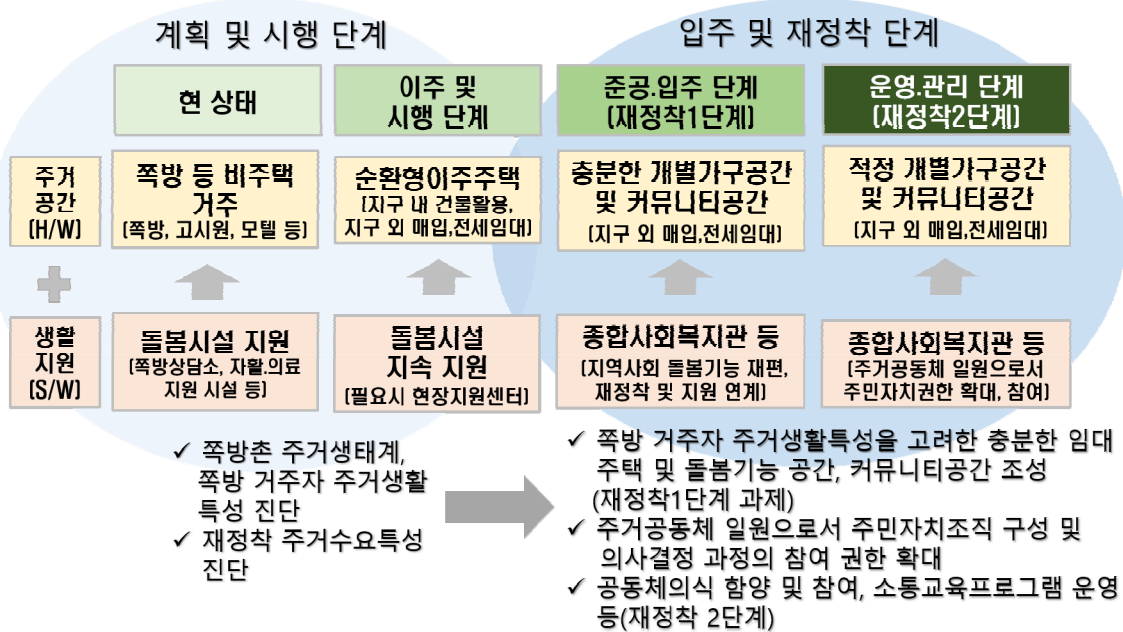 계획 및 시행 단계
입주 및 재정착 단계
현 상태
이주 및
시행 단계
준공.입주 단계
(재정착1단계)
운영.관리 단계
(재정착2단계)
주거
공간
(H/W)
쪽방 등 비주택
거주
(쪽방, 고시원, 모텔 등)
순환형이주주택
(지구 내 건물활용,
지구 외 매입,전세임대)
충분한 개별가구공간
및 커뮤니티공간
(지구 외 매입,전세임대)
적정 개별가구공간
및 커뮤니티공간
(지구 외 매입,전세임대)
생활
지원
(S/W)
돌봄시설 지원
(쪽방상담소, 자활.의료
지원 시설 등)
돌봄시설
지속 지원
(필요시 현장지원센터)
종합사회복지관 등
(지역사회 돌봄기능 재편,
재정착 및 지원 연계)
종합사회복지관 등
(주거공동체 일원으로서
주민자치권한 확대, 참여)
✓ 쪽방촌 주거생태계,
쪽방 거주자 주거생활
특성 진단
✓ 재정착 주거수요특성
진단
✓ 쪽방 거주자 주거생활특성을 고려한 충분한 임대
주택 및 돌봄기능 공간, 커뮤니티공간 조성
(재정착1단계 과제)
✓ 주거공동체 일원으로서 주민자치조직 구성 및
의사결정 과정의 참여 권한 확대
✓ 공동체의식 함양 및 참여, 소통교육프로그램 운영
등(재정착 2단계)